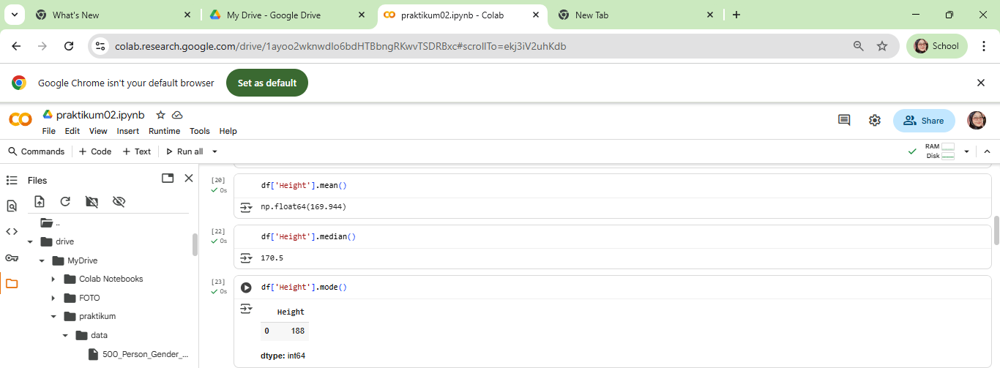 What's New
My Drive - Google Drive
praktikum02.ipynb - Colab
New Tab
colab.research.google.com/drive/1ayoo2wknwdlo6bdHTBbngRKwvTSDRBxc#scrollTo=ekj3iV2uhKdb
School
Google Chrome isn't your default browser
Set as default
praktikum02.ipynb
File Edit View Insert Runtime Tools Help
Share
Commands + Code + Text Run all
RAM
Disk
Files
..
drive
MyDrive
Colab Notebooks
FOTO
praktikum
data
500_Person_Gender_...
[20]
0s
df['Height'].mean()
np.float64(169.944)
[22]
0s
df['Height'].median()
170.5
[23]
0s
df['Height'].mode()
Height
0 188
dtype: int64